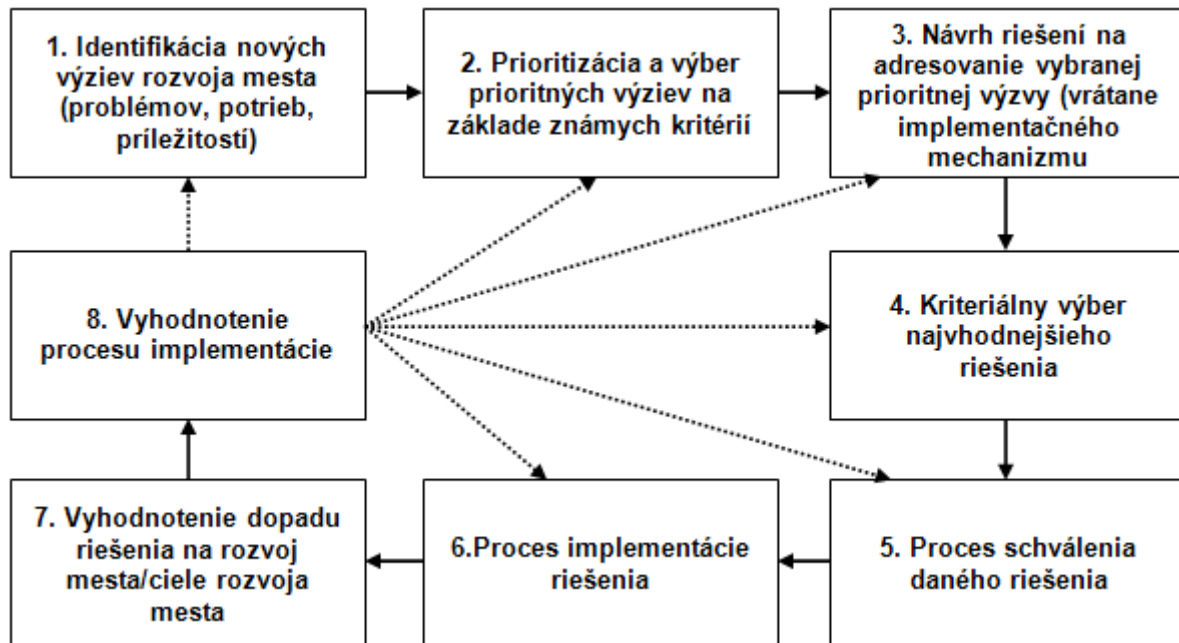 1. Identifikácia nových
výziev rozvoja mesta
(problémov, potrieb,
príležitostí)
2. Prioritizácia a výber
prioritných výziev na
základe známych kritérií
3. Návrh riešení na
adresovanie vybranej
prioritnej výzvy (vrátane
implementačného
mechanizmu
4. Kriteriálny výber
najvhodnejšieho
riešenia
5. Proces schválenia
daného riešenia
6.Proces implementácie
riešenia
7. Vyhodnotenie dopadu
riešenia na rozvoj
mesta/ciele rozvoja
mesta
8. Vyhodnotenie
procesu implementácie